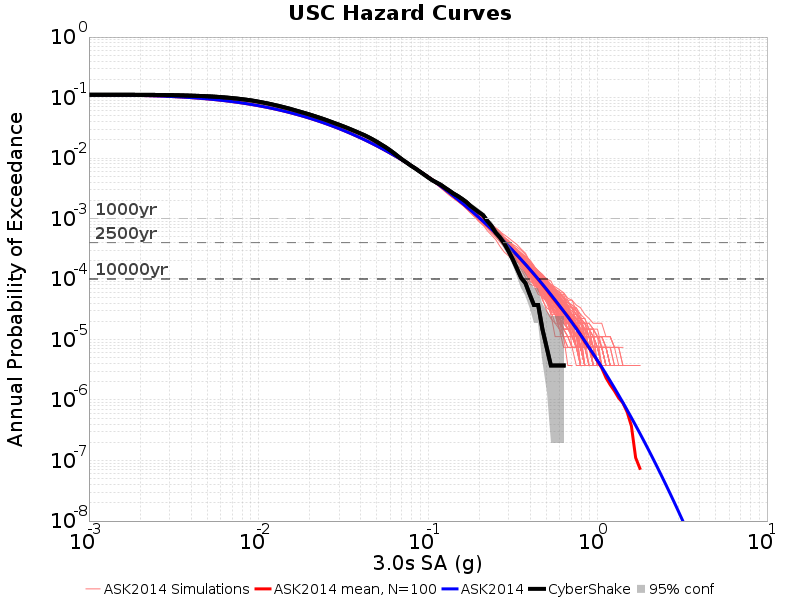 USC Hazard Curves
10^0
10^-1
10^-2
10^-3
10^-4
10^-5
10^-6
10^-7
10^-8
Annual Probability of Exceedance
1000yr
2500yr
10000yr
10^-3 10^-2 10^-1 10^0 10^1
3.0s SA (g)
ASK2014 Simulations ASK2014 mean, N=100 ASK2014 CyberShake 95% conf